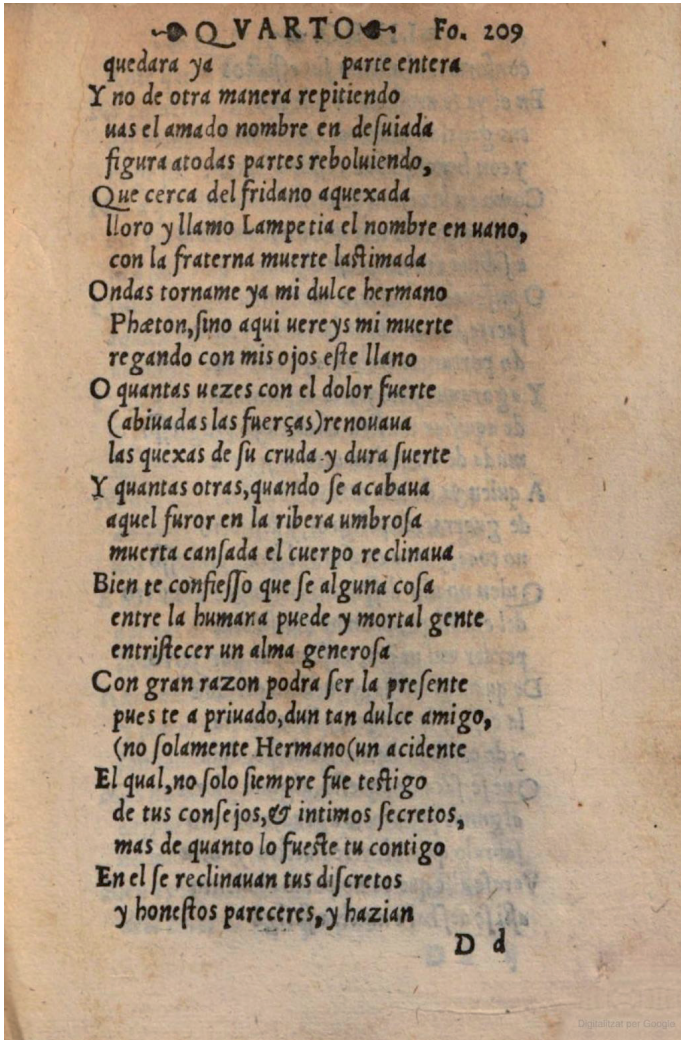 QVARTO Fo. 209
quedara ya parte entera
Y no de otra manera repitiendo
uas el amado nombre en deſuiada
figura atodas partes reboluiendo,
Que cerca del fridano aquexada
lloro y llamo Lampetia el nombre en uano,
con la fraterna muerte laſtimada
Ondas torname ya mi dulce hermano
Phæton, ſino aqui uereys mi muerte
regando con mis ojos eſte llano
O quantas uezes con el dolor fuerte
(abiuadas las fuerças)renouaua
las quexas de ſu cruda y dura ſuerte
Y quantas otras, quando ſe acabaua
aquel furor en la ribera umbroſa
muerta canſada el cuerpo reclinaua
Bien te confieſſo que ſe alguna coſa
entre la humana puede y mortal gente
entriſtecer un alma generoſa
Con gran razon podra ſer la preſente
pues te a priuado, dun tan dulce amigo,
(no ſolamente Hermano(un acidente
El qual, no ſolo ſiempre fue teſtigo
de tus conſejos, & intimos ſecretos,
mas de quanto lo fueſte tu contigo
En el ſe reclinauan tus diſcretos
y honeſtos pareceres, y hazian
D d
Digitalitzat per Google